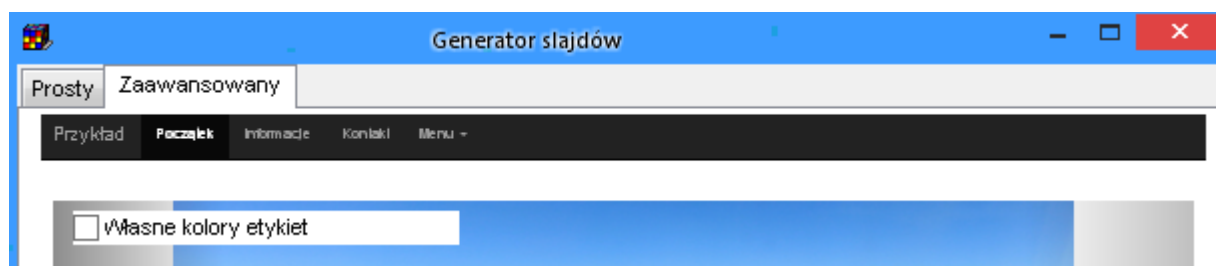 Generator slajdów
Prosty Zaawansowany
Przykład Początek Informacje Kontakt Menu
Własne kolory etykiet